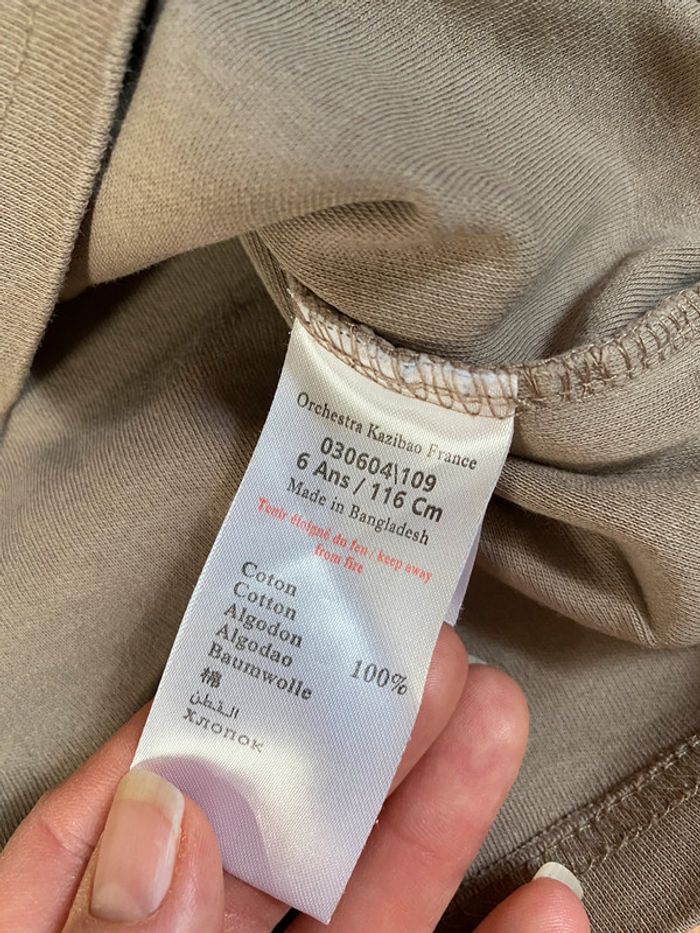 Orchestra Kazibao France
030604\109
6 Ans / 116 Cm
Made in Bangladesh
Tenir éloigné du feu / keep away
from fire
Coton
Cotton
Algodon
Algodao
Baumwolle
100%
棉
القطن
хлопок